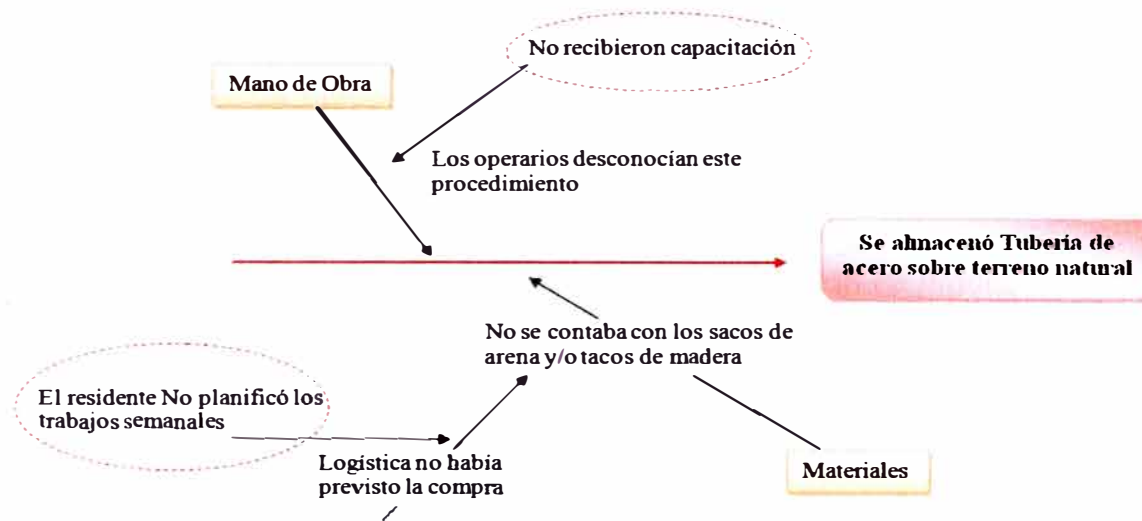 No recibieron capacitación
Mano de Obra
Los operarios desconocían este
procedimiento
Se almacenó Tubería de
acero sobre terreno natural
No se contaba con los sacos de
arena y/o tacos de madera
El residente No planificó los
trabajos semanales
Logística no había
previsto la compra
Materiales